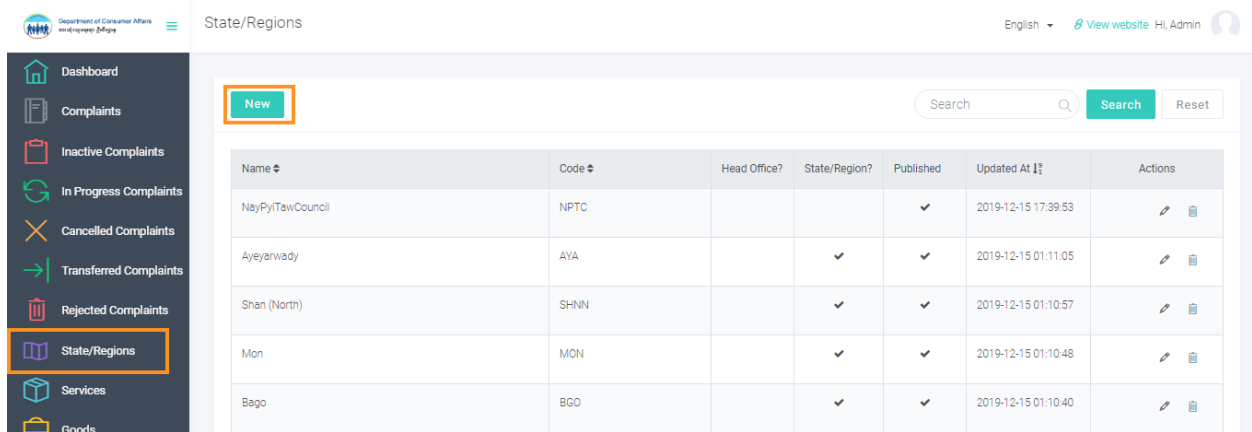 Department of Consumer Affairs
State/Regions
English
View website
Hi, Admin
Dashboard
Complaints
Inactive Complaints
In Progress Complaints
Cancelled Complaints
Transferred Complaints
Rejected Complaints
State/Regions
Services
Goods
New
Search
Search
Reset
Name Code Head Office? State/Region? Published Updated At Actions
NayPyiTawCouncil NPTC 2019-12-15 17:39:53
Ayeyarwady AYA 2019-12-15 01:11:05
Shan (North) SHNN 2019-12-15 01:10:57
Mon MON 2019-12-15 01:10:48
Bago BGO 2019-12-15 01:10:40